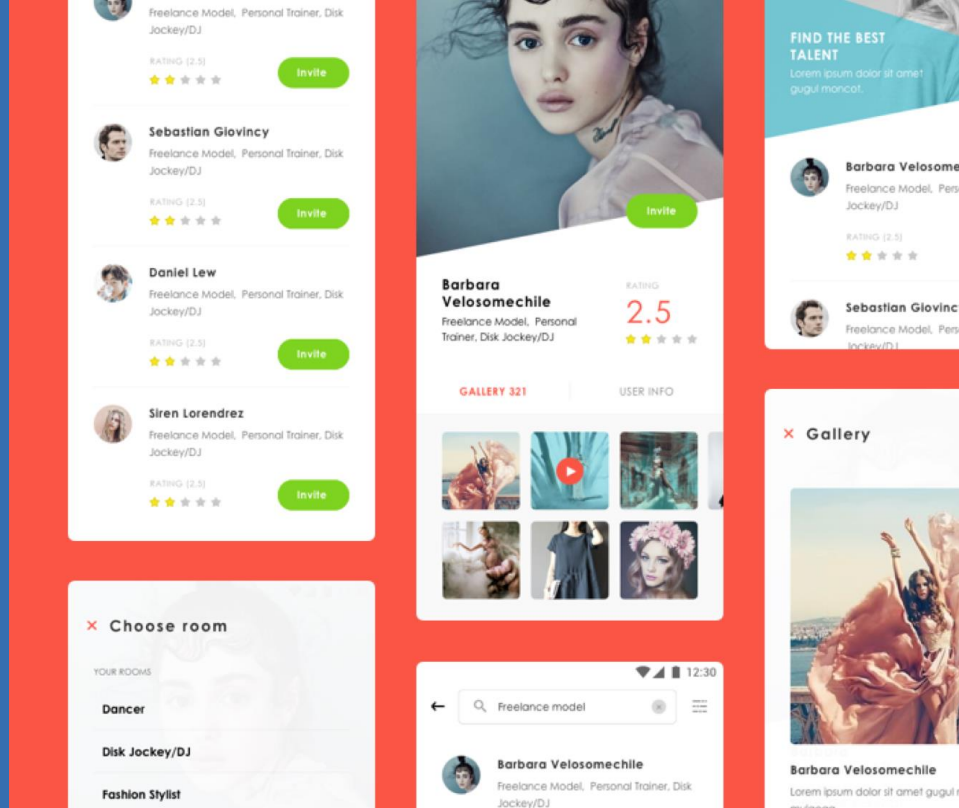 Freelance Model,  Personal Trainer, Disk
Jockey/DJ
RATING (2.5)
Invite
Sebastian Giovincy
Freelance Model,  Personal Trainer, Disk
Jockey/DJ
RATING (2.5)
Invite
Daniel Lew
Freelance Model,  Personal Trainer, Disk
Jockey/DJ
RATING (2.5)
Invite
Siren Lorendrez
Freelance Model,  Personal Trainer, Disk
Jockey/DJ
RATING (2.5)
Invite
Choose room
YOUR ROOMS
Dancer
Disk Jockey/DJ
Fashion Stylist
Invite
Barbara
Velosomechile
Freelance Model,  Personal
Trainer, Disk Jockey/DJ
RATING
2.5
GALLERY 321
USER INFO
12:30
Freelance model
Barbara Velosomechile
Freelance Model,  Personal Trainer, Disk
Jockey/DJ
FIND THE BEST
TALENT
Lorem ipsum dolor sit amet
gugul moncof.
Barbara Velosome
Freelance Model,  Pers
Jockey/DJ
RATING (2.5)
Sebastian Giovinc
Freelance Model,  Pers
Jockey/DJ
Gallery
Barbara Velosomechile
Lorem ipsum dolor sit amet gugul